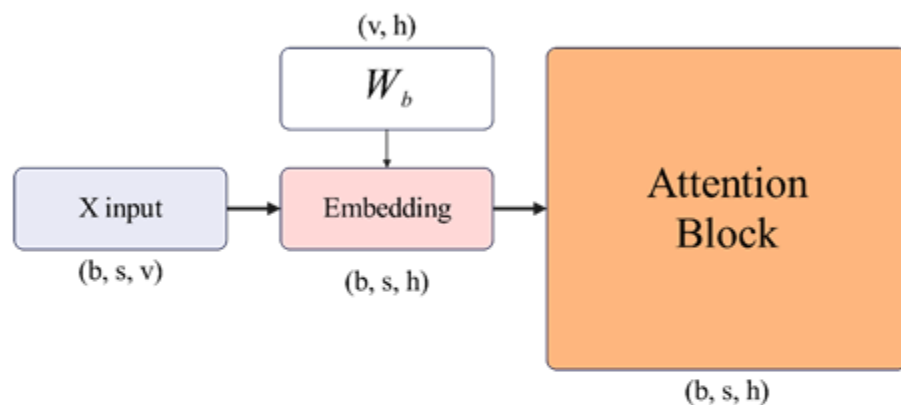 (v, h)
W_b
X input
(b, s, v)
Embedding
(b, s, h)
Attention
Block
(b, s, h)